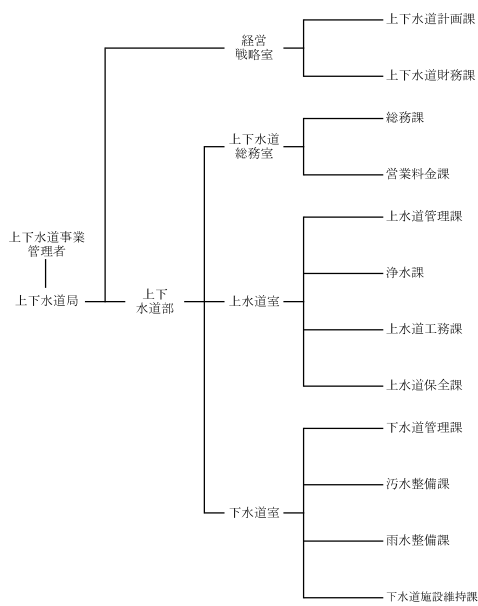 上下水道事業
管理者
上下水道局
経営
戦略室
上下水道計画課
上下水道財務課
上下
水道部
上下水道
総務室
総務課
営業料金課
上水道室
上水道管理課
浄水課
上水道工務課
上水道保全課
下水道室
下水道管理課
汚水整備課
雨水整備課
下水道施設維持課